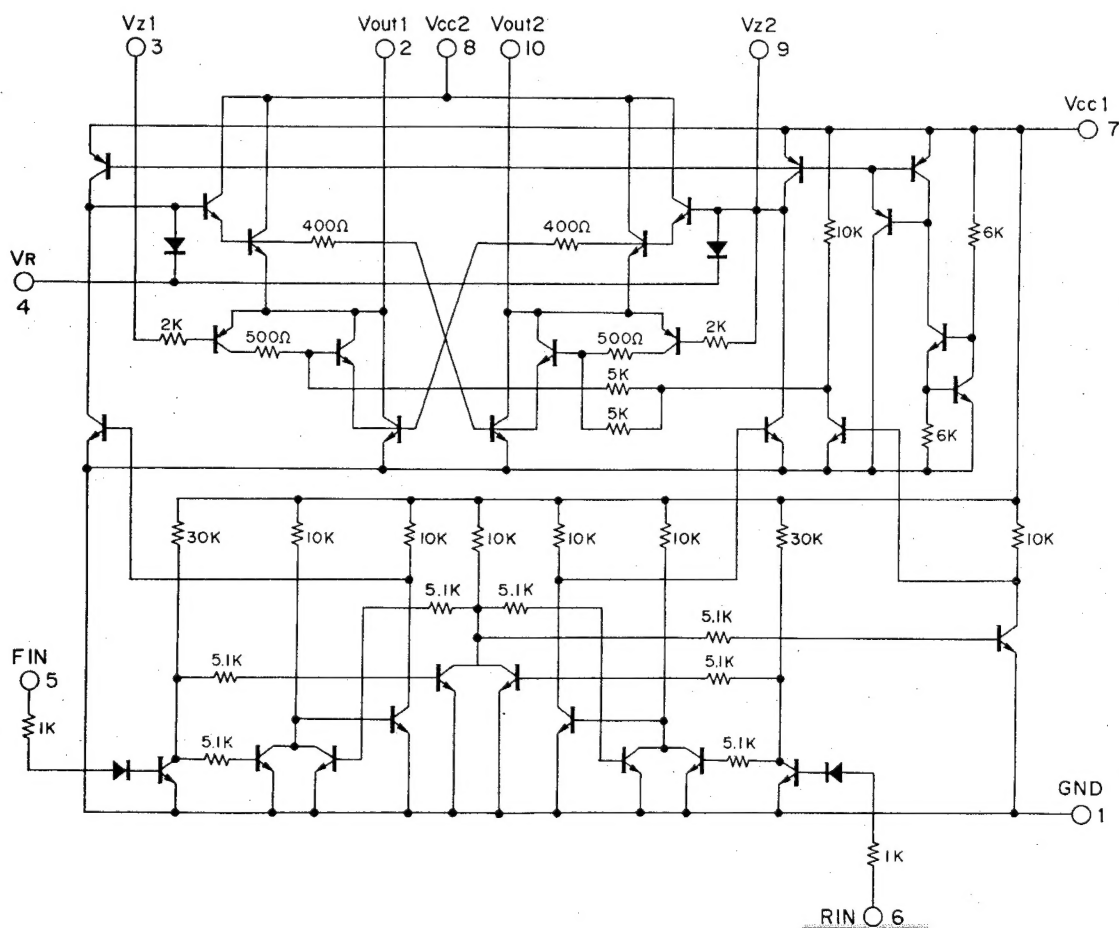 Vz1 Vout1 Vcc2 Vout2 Vz2
3 2 8 10 9
Vcc1
7
400Ω 400Ω
10K 6K
VR
4
2K 500Ω 500Ω 2K
5K
5K
6K
30K 10K 10K 10K 10K 10K 30K 10K
5.1K 5.1K
5.1K
FIN
5
5.1K 5.1K
1K
5.1K 5.1K
GND
1
1K
RIN 6